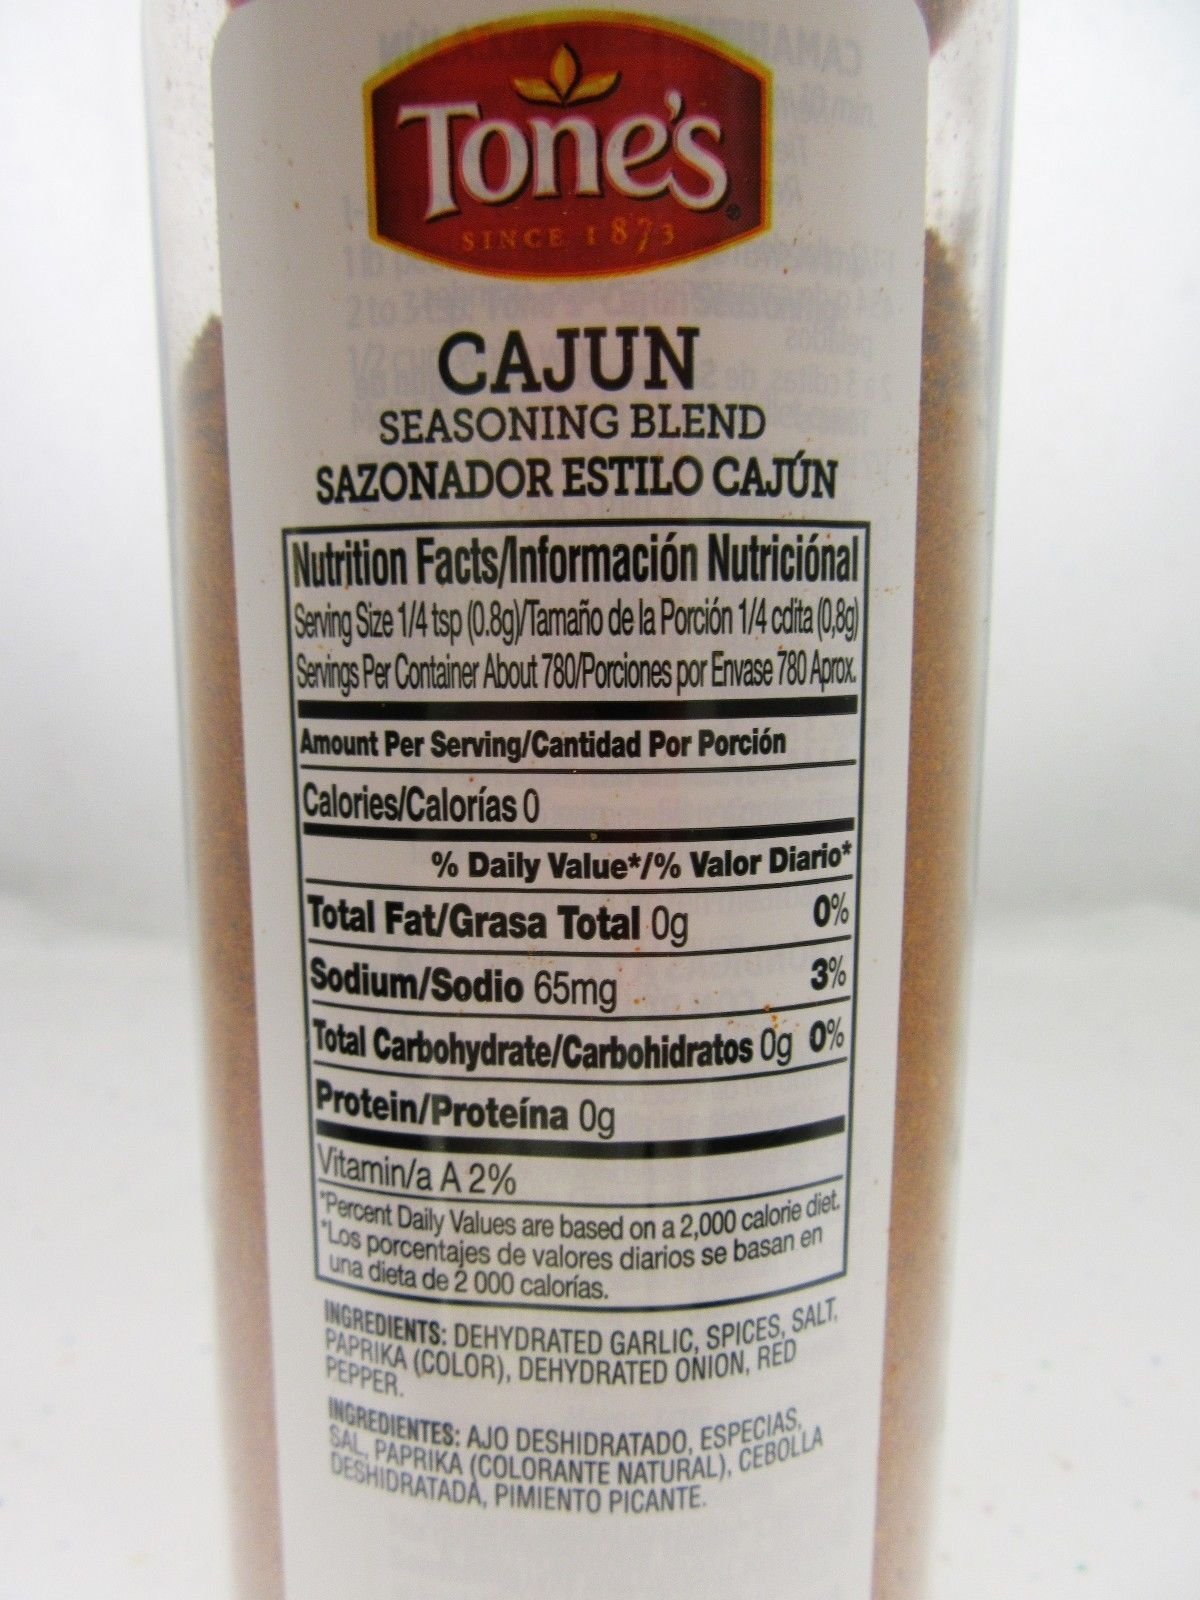 Tone's
SINCE 1873
CAJUN
SEASONING BLEND
SAZONADOR ESTILO CAJÚN
Nutrition Facts/Información Nutriciónal
Serving Size 1/4 tsp (0.8g)/Tamaño de la Porción 1/4 cdita (0,8g)
Servings Per Container About 780/Porciones por Envase 780 Aprox.
Amount Per Serving/Cantidad Por Porción
Calories/Calorías 0
% Daily Value*/% Valor Diario*
Total Fat/Grasa Total 0g 0%
Sodium/Sodio 65mg 3%
Total Carbohydrate/Carbohidratos 0g 0%
Protein/Proteína 0g
Vitamin/a A 2%
*Percent Daily Values are based on a 2,000 calorie diet.
*Los porcentajes de valores diarios se basan en
una dieta de 2 000 calorías.
INGREDIENTS: DEHYDRATED GARLIC, SPICES, SALT,
PAPRIKA (COLOR), DEHYDRATED ONION, RED
PEPPER.
INGREDIENTES: AJO DESHIDRATADO, ESPECIAS,
SAL, PAPRIKA (COLORANTE NATURAL), CEBOLLA
DESHIDRATADA, PIMIENTO PICANTE.